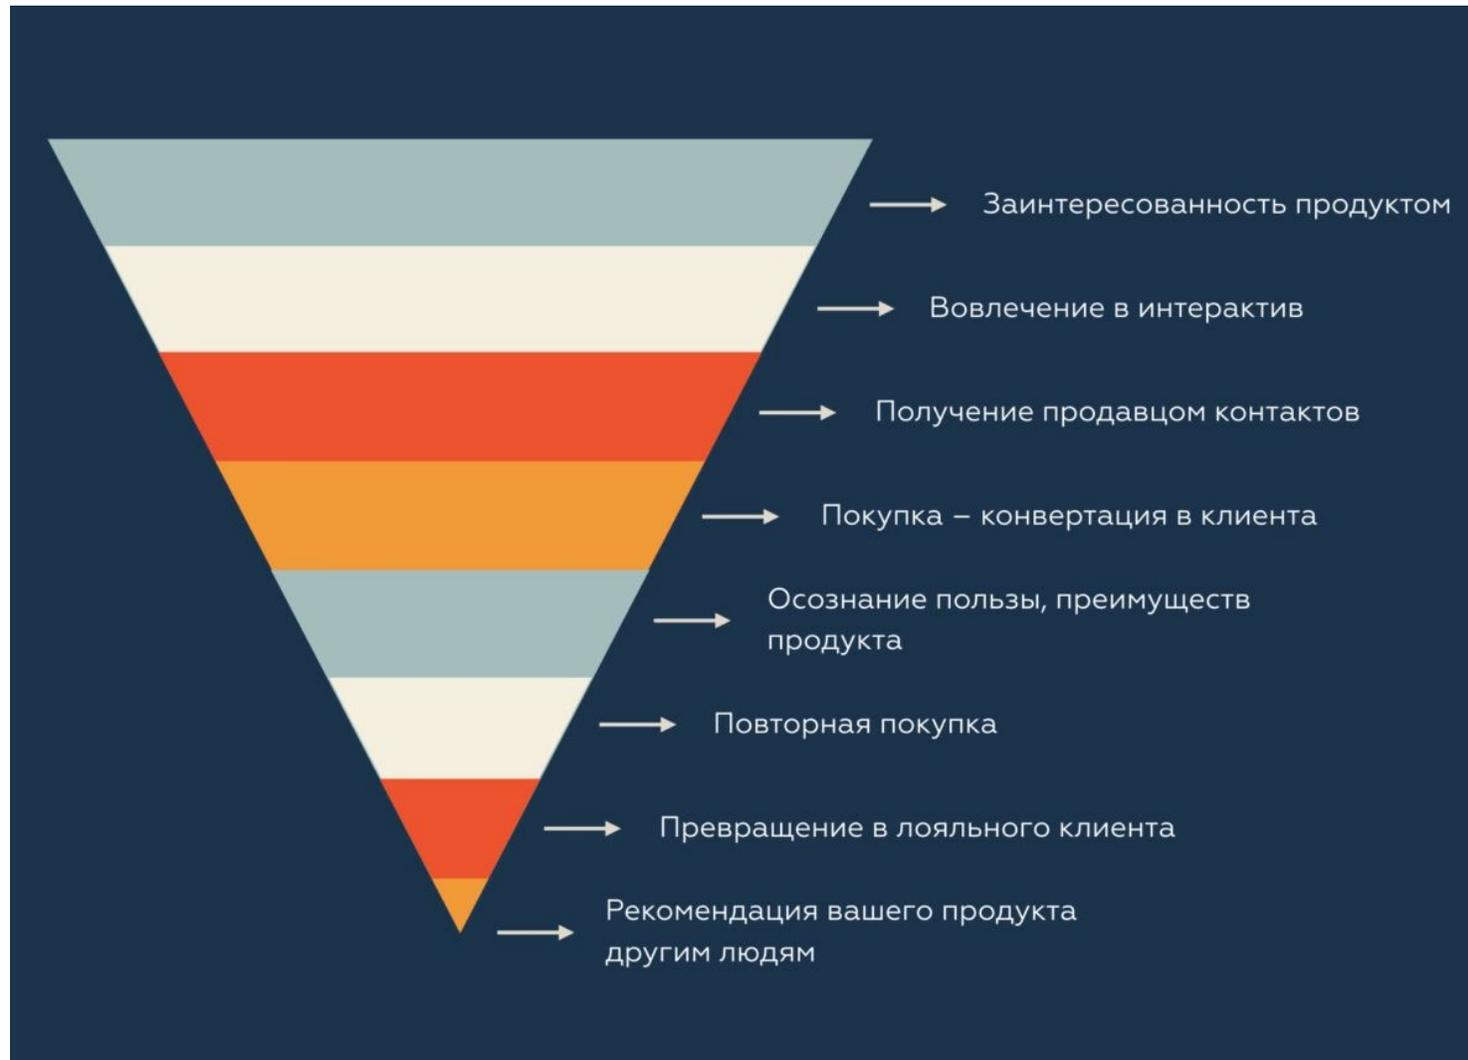 Заинтересованность продуктом
Вовлечение в интерактив
Получение продавцом контактов
Покупка – конвертация в клиента
Осознание пользы, преимуществ
продукта
Повторная покупка
Превращение в лояльного клиента
Рекомендация вашего продукта
другим людям